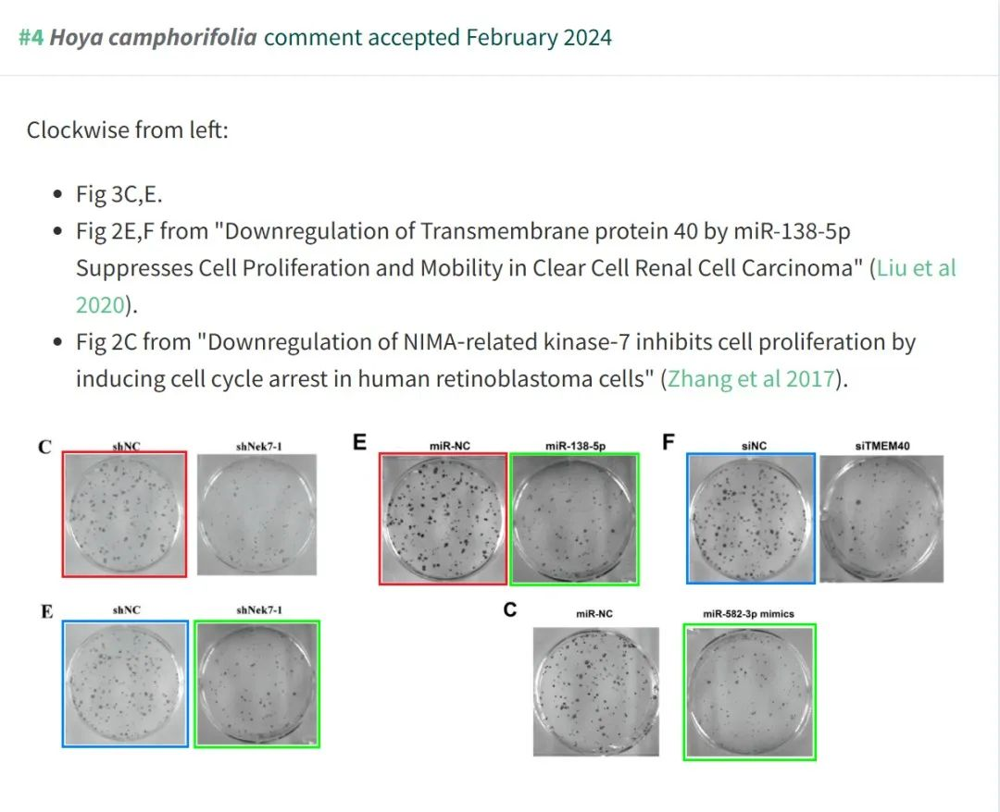 #4 Hoya camphorifolia comment accepted February 2024
Clockwise from left:
• Fig 3C,E.
• Fig 2E,F from "Downregulation of Transmembrane protein 40 by miR-138-5p
Suppresses Cell Proliferation and Mobility in Clear Cell Renal Cell Carcinoma" (Liu et al
2020).
• Fig 2C from "Downregulation of NIMA-related kinase-7 inhibits cell proliferation by
inducing cell cycle arrest in human retinoblastoma cells" (Zhang et al 2017).
C shNC shNek7-1
E miR-NC miR-138-5p
F siNC siTMEM40
E shNC shNek7-1
C miR-NC miR-582-3p mimics